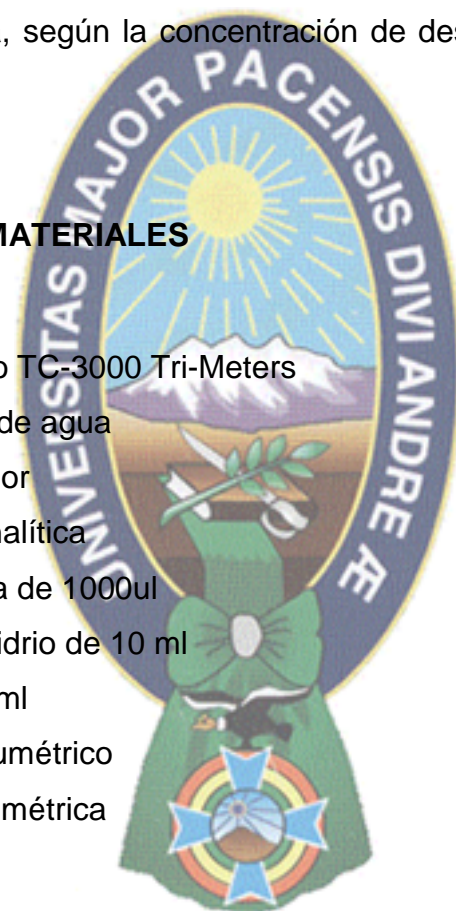 , según la concentración de des
MATERIALES
TC-3000 Tri-Meters
de agua
or
alítica
a de 1000ul
idrio de 10 ml
ml
umétrico
métrica
UNIVERSITAS MAJOR PACENSIS DIVI ANDRE Æ